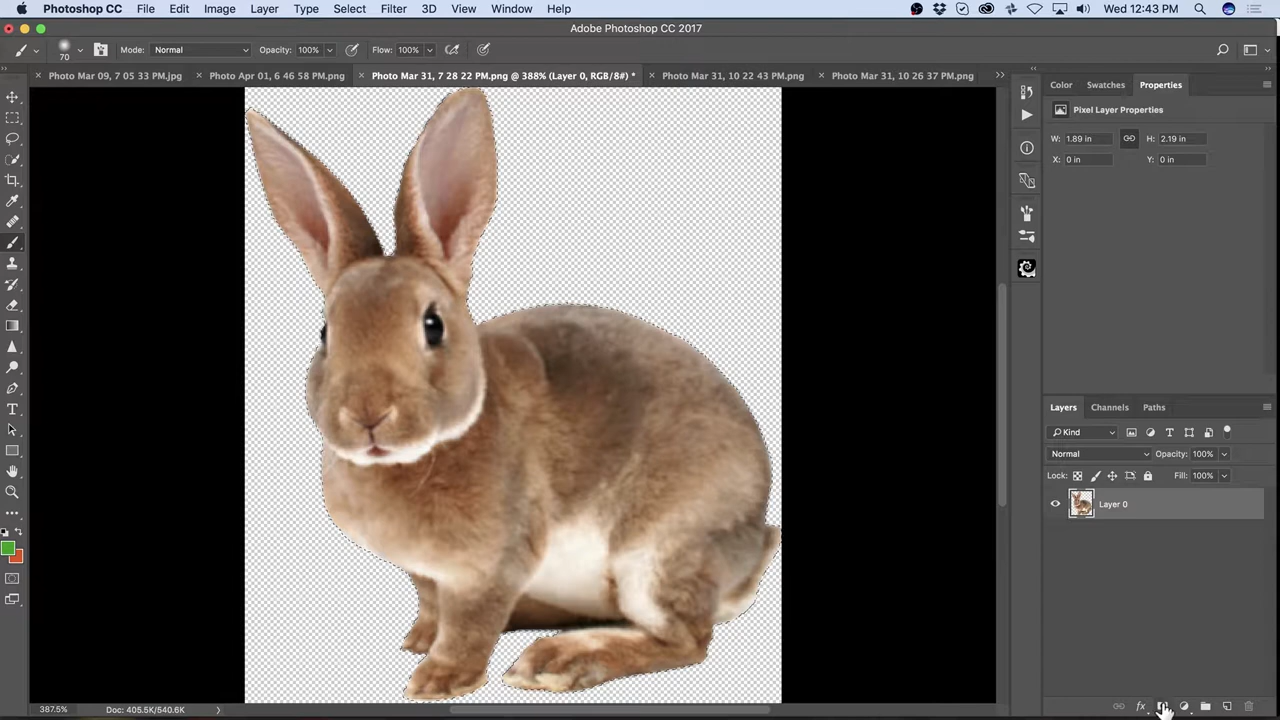 Photoshop CC File Edit Image Layer Type Select Filter 3D View Window Help Wed 12:43 PM
Adobe Photoshop CC 2017
70 Mode: Normal Opacity: 100% Flow: 100%
Photo Mar 09, 7 05 33 PM.jpg Photo Apr 01, 6 46 58 PM.png Photo Mar 31, 7 28 22 PM.png @ 388% (Layer 0, RGB/8#) * Photo Mar 31, 10 22 43 PM.png Photo Mar 31, 10 26 37 PM.png
Color Swatches Properties
Pixel Layer Properties
W: 1.89 in H: 2.19 in
X: 0 in Y: 0 in
Layers Channels Paths
Kind
Normal Opacity: 100%
Lock: Fill: 100%
Layer 0
387.5% Doc: 405.5K/540.6K
fx